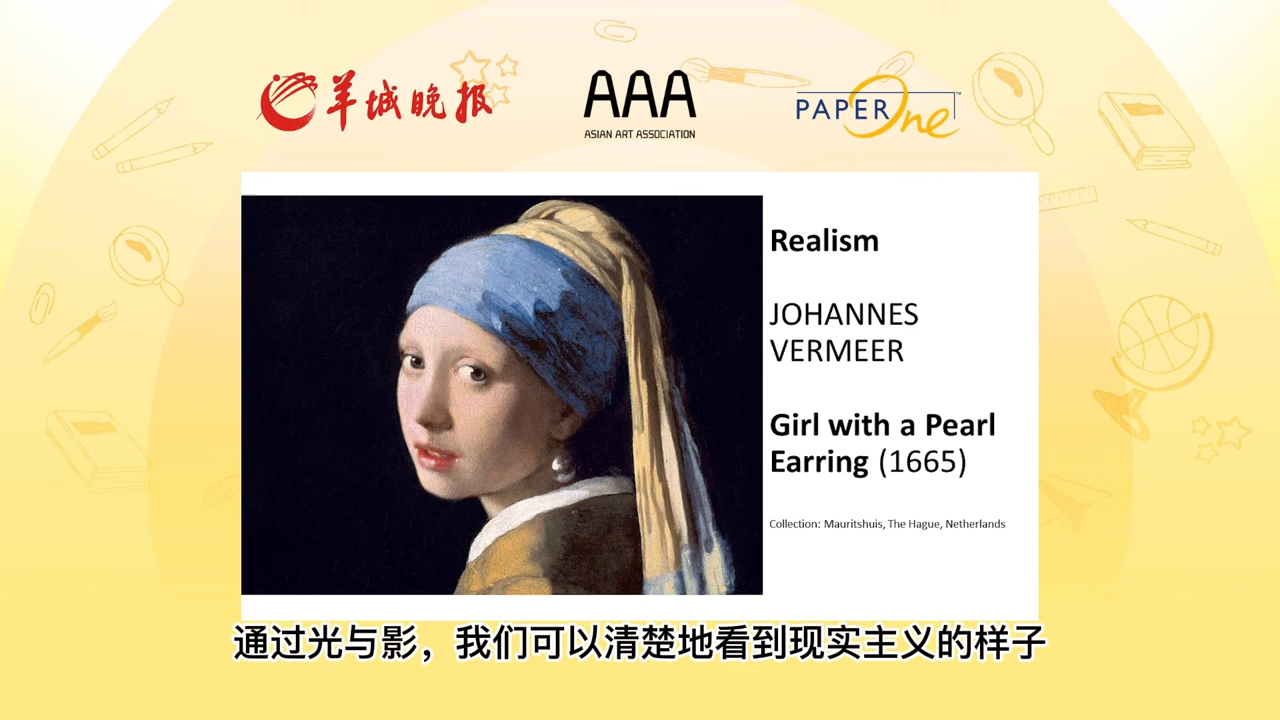 羊城晚报
AAA
ASIAN ART ASSOCIATION
PAPER One™
Realism
JOHANNES
VERMEER
Girl with a Pearl
Earring (1665)
Collection: Mauritshuis, The Hague, Netherlands
通过光与影，我们可以清楚地看到现实主义的样子